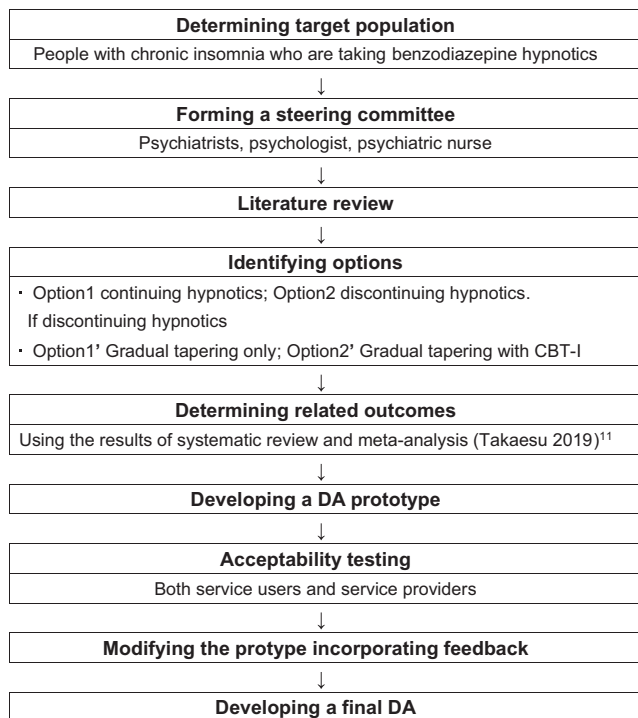 Determining target population
People with chronic insomnia who are taking benzodiazepine hypnotics
↓
Forming a steering committee
Psychiatrists, psychologist, psychiatric nurse
↓
Literature review
↓
Identifying options
・ Option1 continuing hypnotics; Option2 discontinuing hypnotics.
If discontinuing hypnotics
・ Option1' Gradual tapering only; Option2' Gradual tapering with CBT-I
↓
Determining related outcomes
Using the results of systematic review and meta-analysis (Takaesu 2019)¹¹
↓
Developing a DA prototype
↓
Acceptability testing
Both service users and service providers
↓
Modifying the protype incorporating feedback
↓
Developing a final DA